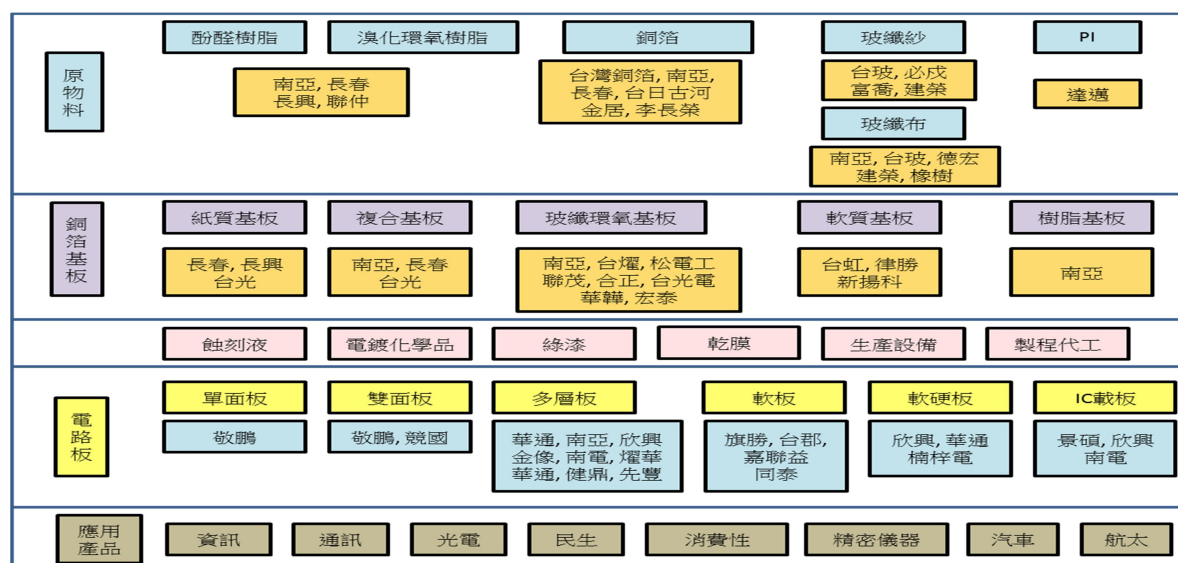 原
物
料
酚醛樹脂
溴化環氧樹脂
銅箔
玻纖紗
PI
南亞, 長春
長興, 聯仲
台灣銅箔, 南亞,
長春, 台日古河
金居, 李長榮
台玻, 必成
富喬, 建榮
達邁
玻纖布
南亞, 台玻, 德宏
建榮, 橡樹
銅
箔
基
板
紙質基板
複合基板
玻纖環氧基板
軟質基板
樹脂基板
長春, 長興
台光
南亞, 長春
台光
南亞, 台燿, 松電工
聯茂, 合正, 台光電
華韡, 宏泰
台虹, 律勝
新揚科
南亞
蝕刻液
電鍍化學品
綠漆
乾膜
生產設備
製程代工
電
路
板
單面板
雙面板
多層板
軟板
軟硬板
IC載板
敬鵬
敬鵬, 競國
華通, 南亞, 欣興
金像, 南電, 燿華
華通, 健鼎, 先豐
旗勝, 台郡,
嘉聯益
同泰
欣興, 華通
楠梓電
景碩, 欣興
南電
應用
產品
資訊
通訊
光電
民生
消費性
精密儀器
汽車
航太